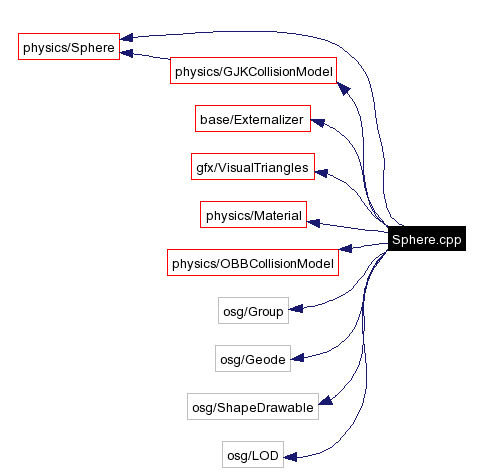 physics/Sphere
physics/GJKCollisionModel
base/Externalizer
gfx/VisualTriangles
physics/Material
Sphere.cpp
physics/OBBCollisionModel
osg/Group
osg/Geode
osg/ShapeDrawable
osg/LOD